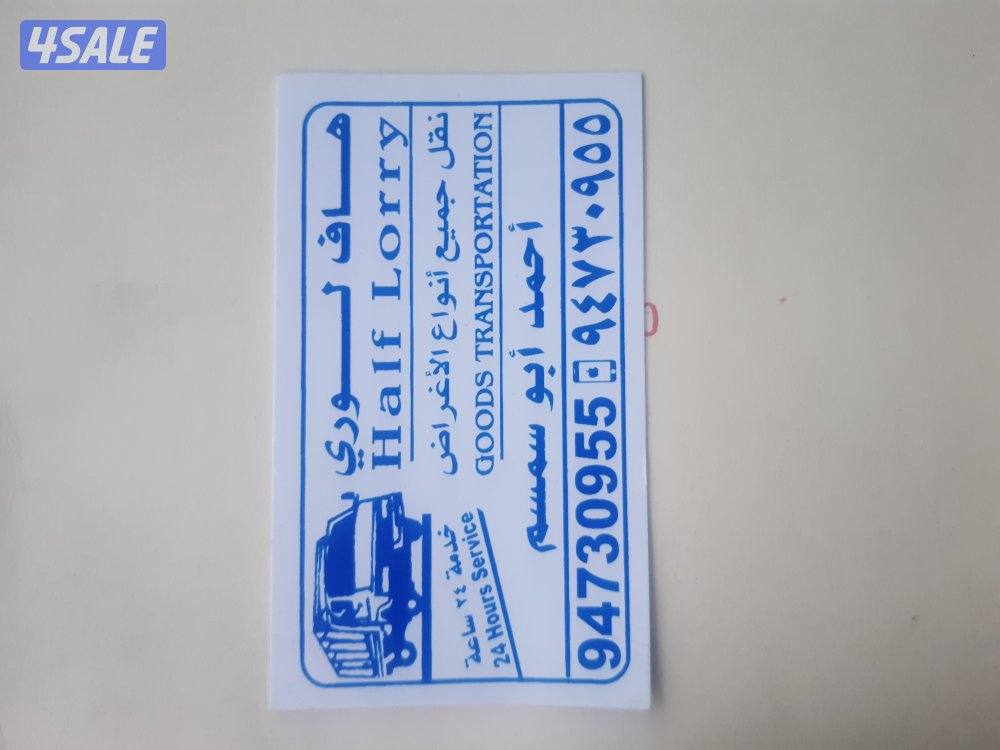 4SALE
هاف لوري
Half Lorry
نقل جميع أنواع الأغراض
GOODS TRANSPORTATION
خدمة ٢٤ ساعة
24 Hours Service
أحمد أبو سمسم
94730955 ٩٤٧٣٠٩٥٥